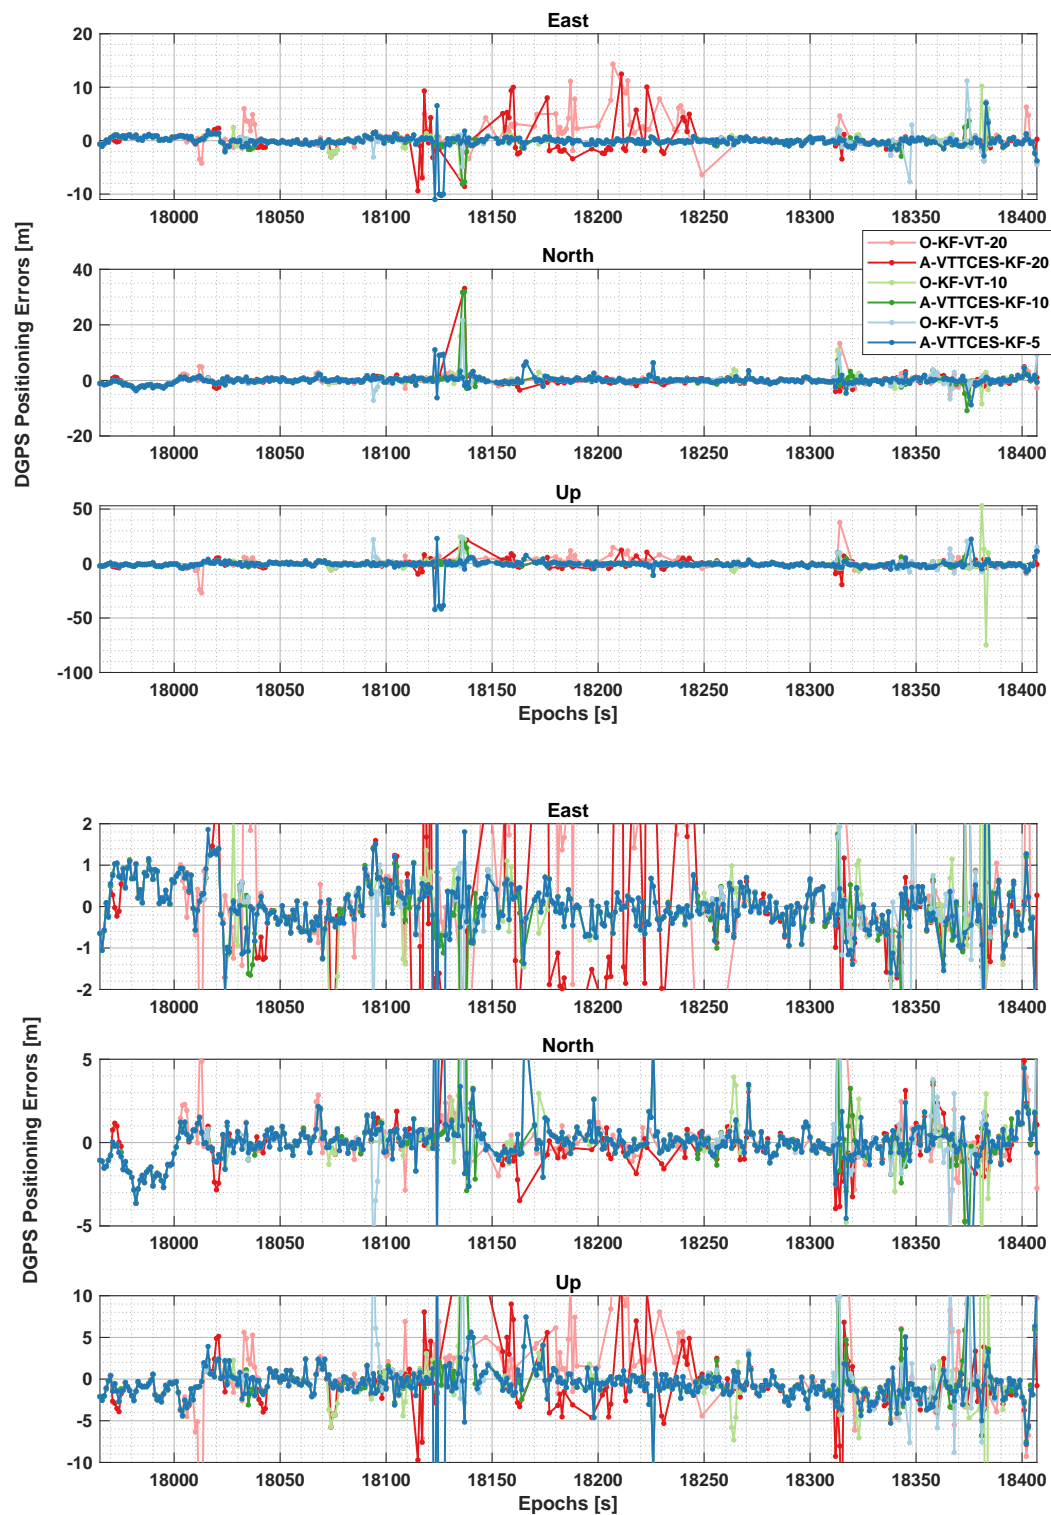 East
20
10
0
-10
18000 18050 18100 18150 18200 18250 18300 18350 18400
DGPS Positioning Errors [m]
North
O-KF-VT-20
A-VTTCES-KF-20
O-KF-VT-10
A-VTTCES-KF-10
O-KF-VT-5
A-VTTCES-KF-5
40
20
0
-20
18000 18050 18100 18150 18200 18250 18300 18350 18400
Up
50
0
-50
-100
18000 18050 18100 18150 18200 18250 18300 18350 18400
Epochs [s]
East
2
1
0
-1
-2
18000 18050 18100 18150 18200 18250 18300 18350 18400
DGPS Positioning Errors [m]
North
5
0
-5
18000 18050 18100 18150 18200 18250 18300 18350 18400
Up
10
5
0
-5
-10
18000 18050 18100 18150 18200 18250 18300 18350 18400
Epochs [s]